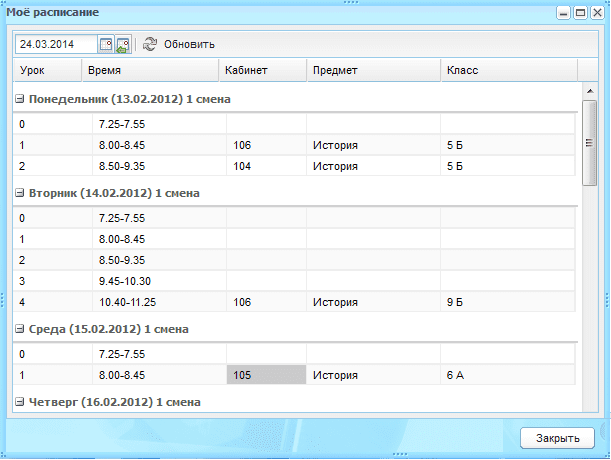 Моё расписание
24.03.2014 Обновить
Урок Время Кабинет Предмет Класс
Понедельник (13.02.2012) 1 смена
0 7.25-7.55
1 8.00-8.45 106 История 5 Б
2 8.50-9.35 104 История 5 Б
Вторник (14.02.2012) 1 смена
0 7.25-7.55
1 8.00-8.45
2 8.50-9.35
3 9.45-10.30
4 10.40-11.25 106 История 9 Б
Среда (15.02.2012) 1 смена
0 7.25-7.55
1 8.00-8.45 105 История 6 А
Четверг (16.02.2012) 1 смена
Закрыть